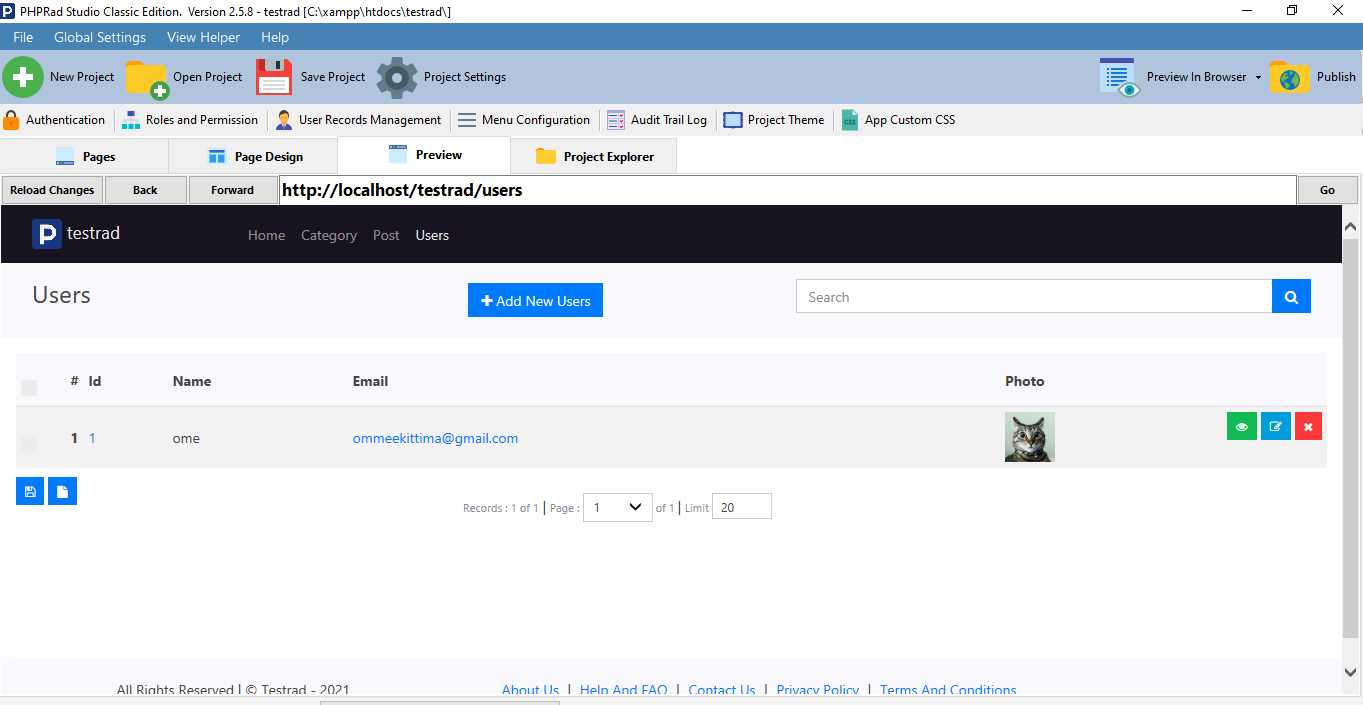 PHPRad Studio Classic Edition. Version 2.5.8 - testrad [C:\xampp\htdocs\testrad\]
File Global Settings View Helper Help
New Project Open Project Save Project Project Settings Preview In Browser Publish
Authentication Roles and Permission User Records Management Menu Configuration Audit Trail Log Project Theme CSS App Custom CSS
Pages Page Design Preview Project Explorer
Reload Changes Back Forward http://localhost/testrad/users Go
P testrad Home Category Post Users
Users Add New Users Search
# Id Name Email Photo
1 1 ome ommeekittima@gmail.com
Records : 1 of 1 | Page : 1 of 1 | Limit 20
All Rights Reserved | © Testrad - 2021 About Us | Help And FAQ | Contact Us | Privacy Policy | Terms And Conditions